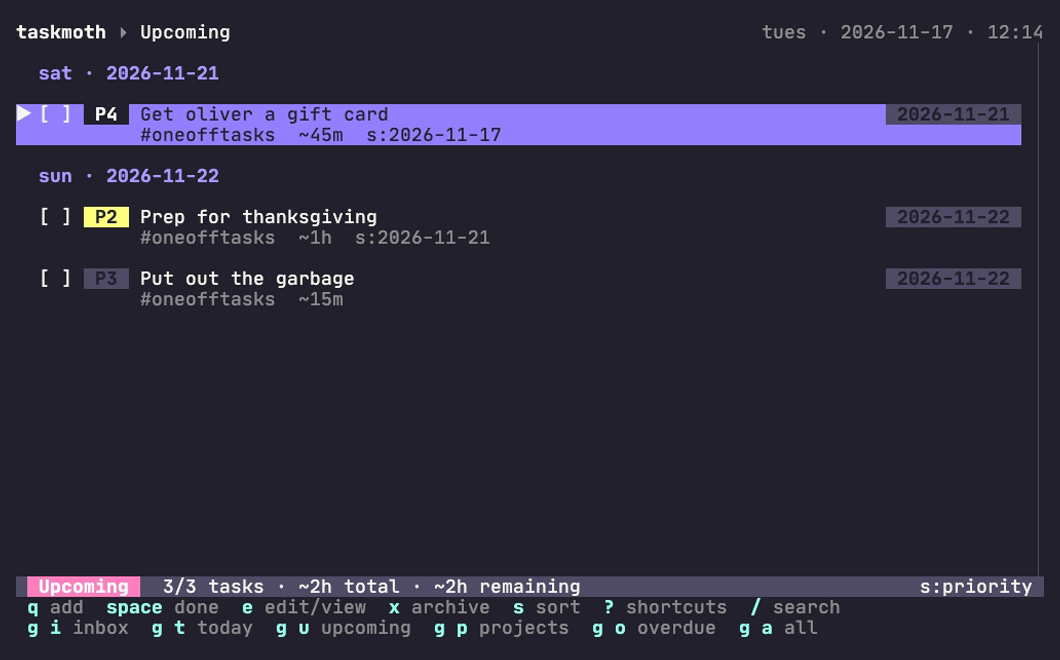 taskmoth ▸ Upcoming tues · 2026-11-17 · 12:14
sat · 2026-11-21
▶ [ ] P4 Get oliver a gift card 2026-11-21
#oneofftasks ~45m s:2026-11-17
sun · 2026-11-22
[ ] P2 Prep for thanksgiving 2026-11-22
#oneofftasks ~1h s:2026-11-21
[ ] P3 Put out the garbage 2026-11-22
#oneofftasks ~15m
Upcoming 3/3 tasks · ~2h total · ~2h remaining s:priority
q add space done e edit/view x archive s sort ? shortcuts / search
g i inbox g t today g u upcoming g p projects g o overdue g a all